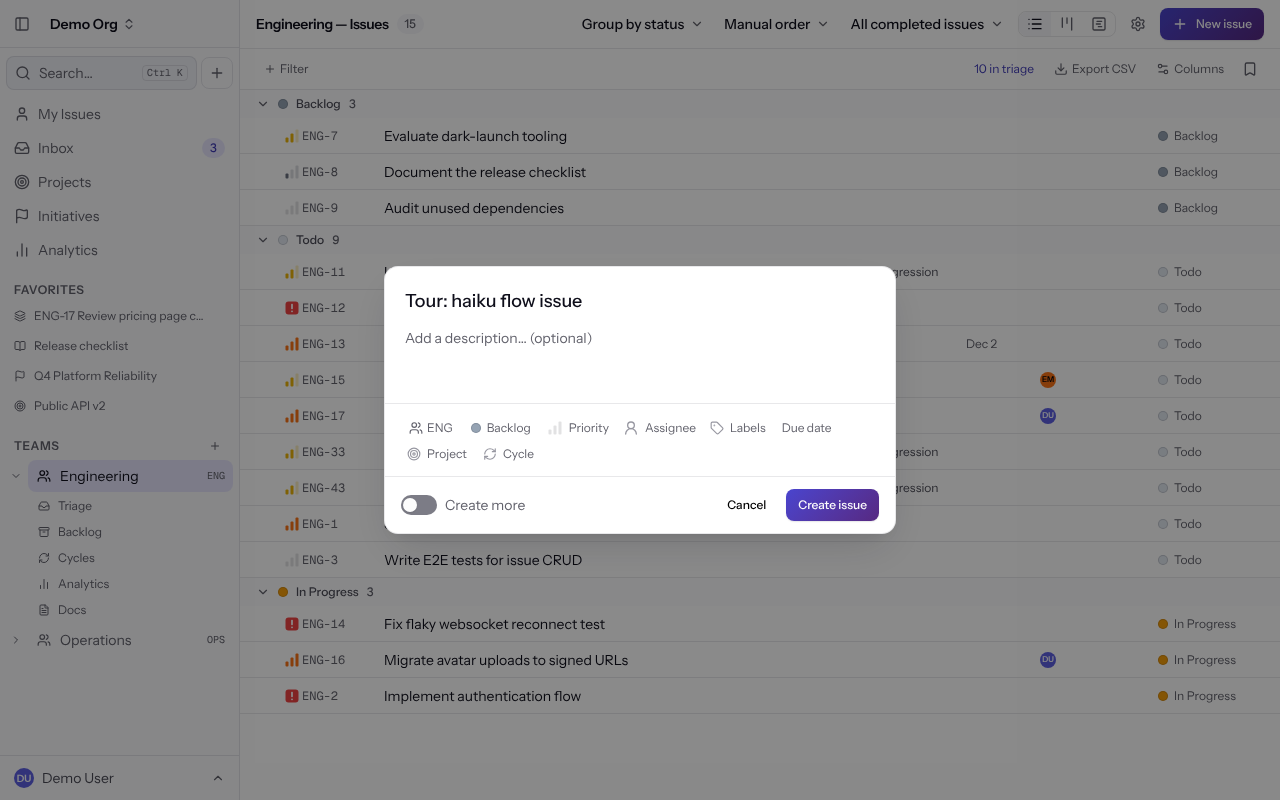 Demo Org
Engineering — Issues 15
Group by status
Manual order
All completed issues
New issue
Search...
Ctrl K
Filter
10 in triage
Export CSV
Columns
My Issues
Inbox 3
Projects
Initiatives
Analytics
FAVORITES
ENG-17 Review pricing page c...
Release checklist
Q4 Platform Reliability
Public API v2
TEAMS
Engineering ENG
Triage
Backlog
Cycles
Analytics
Docs
Operations OPS
DU Demo User
Backlog 3
ENG-7 Evaluate dark-launch tooling Backlog
ENG-8 Document the release checklist Backlog
ENG-9 Audit unused dependencies Backlog
Todo 9
ENG-11 Todo
ENG-12 Todo
ENG-13 Dec 2 Todo
ENG-15 EM Todo
ENG-17 DU Todo
ENG-33 Todo
ENG-43 Todo
ENG-1 Todo
ENG-3 Write E2E tests for issue CRUD Todo
In Progress 3
ENG-14 Fix flaky websocket reconnect test In Progress
ENG-16 Migrate avatar uploads to signed URLs DU In Progress
ENG-2 Implement authentication flow In Progress
Tour: haiku flow issue
Add a description... (optional)
ENG Backlog Priority Assignee Labels Due date
Project Cycle
Create more
Cancel
Create issue